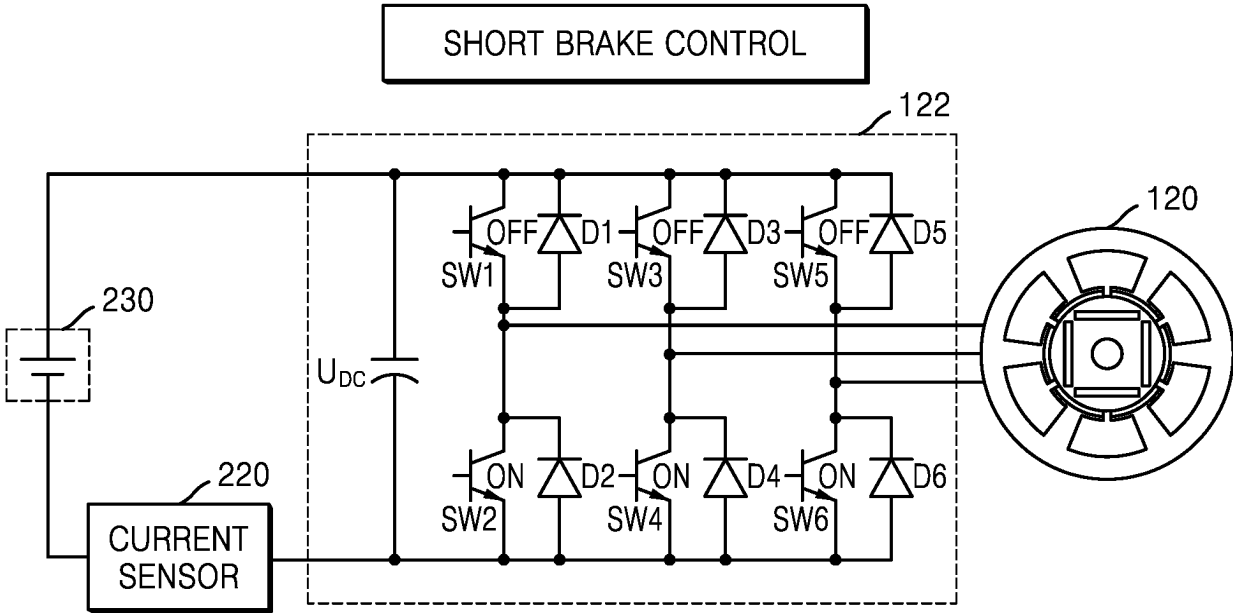 SHORT BRAKE CONTROL
122
120
OFF D1 OFF D3 OFF D5
SW1 SW3 SW5
230
UDC
ON D2 ON D4 ON D6
SW2 SW4 SW6
220
CURRENT
SENSOR